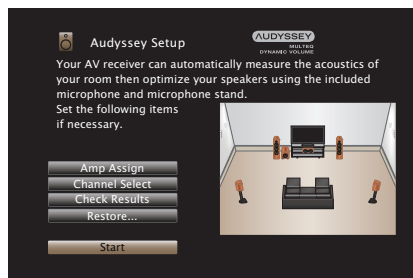 Audyssey Setup
AUDYSSEY
MULTEQ
DYNAMIC VOLUME
Your AV receiver can automatically measure the acoustics of
your room then optimize your speakers using the included
microphone and microphone stand.
Set the following items
if necessary.
Amp Assign
Channel Select
Check Results
Restore...
Start